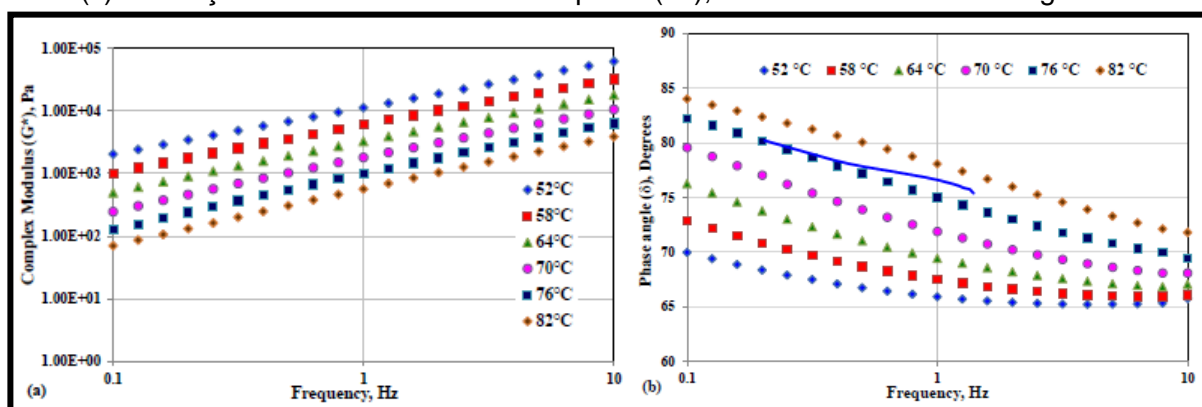 1.00E+05
1.00E+04
1.00E+03
1.00E+02
1.00E+01
1.00E+00
Complex Modulus (G*), Pa
52°C
58°C
64°C
70°C
76°C
82°C
0.1
1
10
(a)
Frequency, Hz
90
85
80
75
70
65
60
Phase angle (δ), Degrees
52 °C 58 °C 64 °C 70 °C 76 °C 82 °C
0.1
1
10
(b)
Frequency, Hz